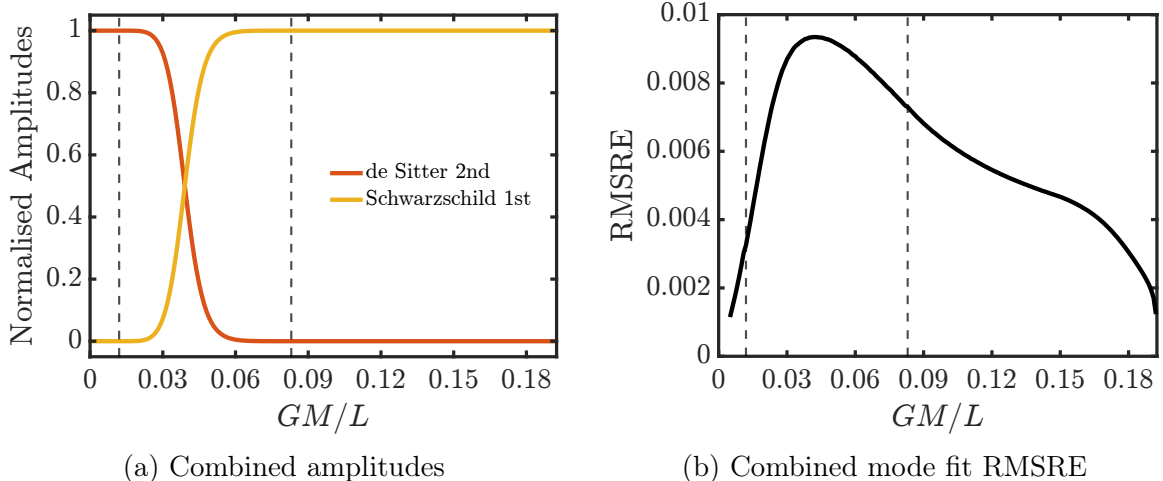 Normalised Amplitudes
1
0.8
0.6
0.4
0.2
0
de Sitter 2nd
Schwarzschild 1st
0 0.03 0.06 0.09 0.12 0.15 0.18
GM/L
(a) Combined amplitudes
RMSRE
0.01
0.008
0.006
0.004
0.002
0
0 0.03 0.06 0.09 0.12 0.15 0.18
GM/L
(b) Combined mode fit RMSRE